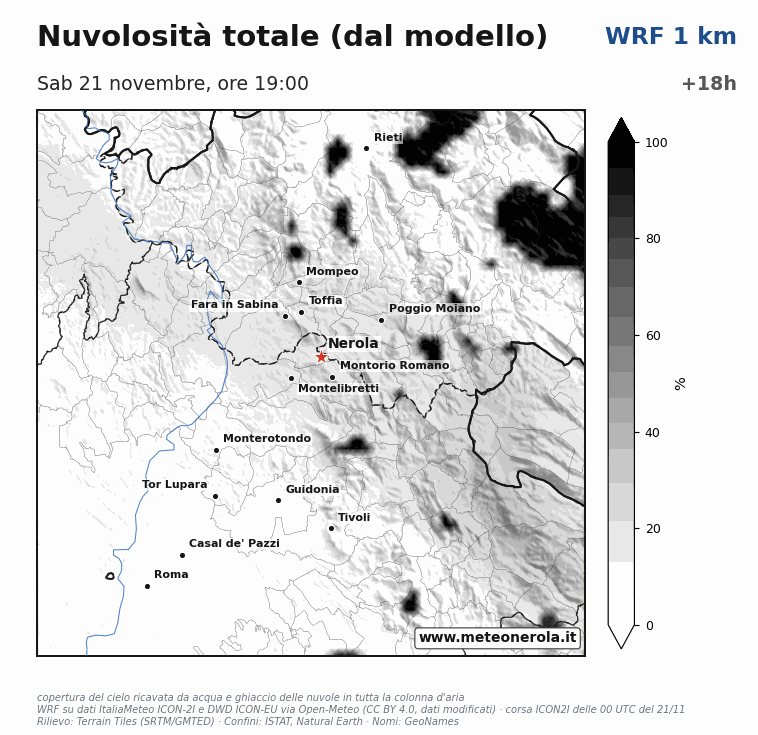 Nuvolosità totale (dal modello)
WRF 1 km
Sab 21 novembre, ore 19:00
+18h
Rieti
Mompeo
Toffia
Fara in Sabina
Poggio Moiano
Nerola
Montorio Romano
Montelibretti
Monterotondo
Tor Lupara
Guidonia
Tivoli
Casal de' Pazzi
Roma
www.meteonerola.it
100
80
60
40
20
0
%
copertura del cielo ricavata da acqua e ghiaccio delle nuvole in tutta la colonna d'aria
WRF su dati ItaliaMeteo ICON-2I e DWD ICON-EU via Open-Meteo (CC BY 4.0, dati modificati) · corsa ICON2I delle 00 UTC del 21/11
Rilievo: Terrain Tiles (SRTM/GMTED) · Confini: ISTAT, Natural Earth · Nomi: GeoNames